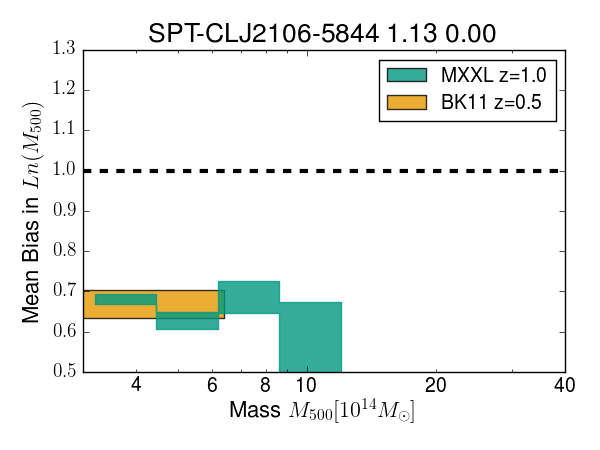 SPT-CLJ2106-5844 1.13 0.00
MXXL z=1.0
BK11 z=0.5
Mean Bias in Ln(M₅₀₀)
1.3
1.2
1.1
1.0
0.9
0.8
0.7
0.6
0.5
4 6 8 10 20 40
Mass M₅₀₀[10¹⁴M☉]